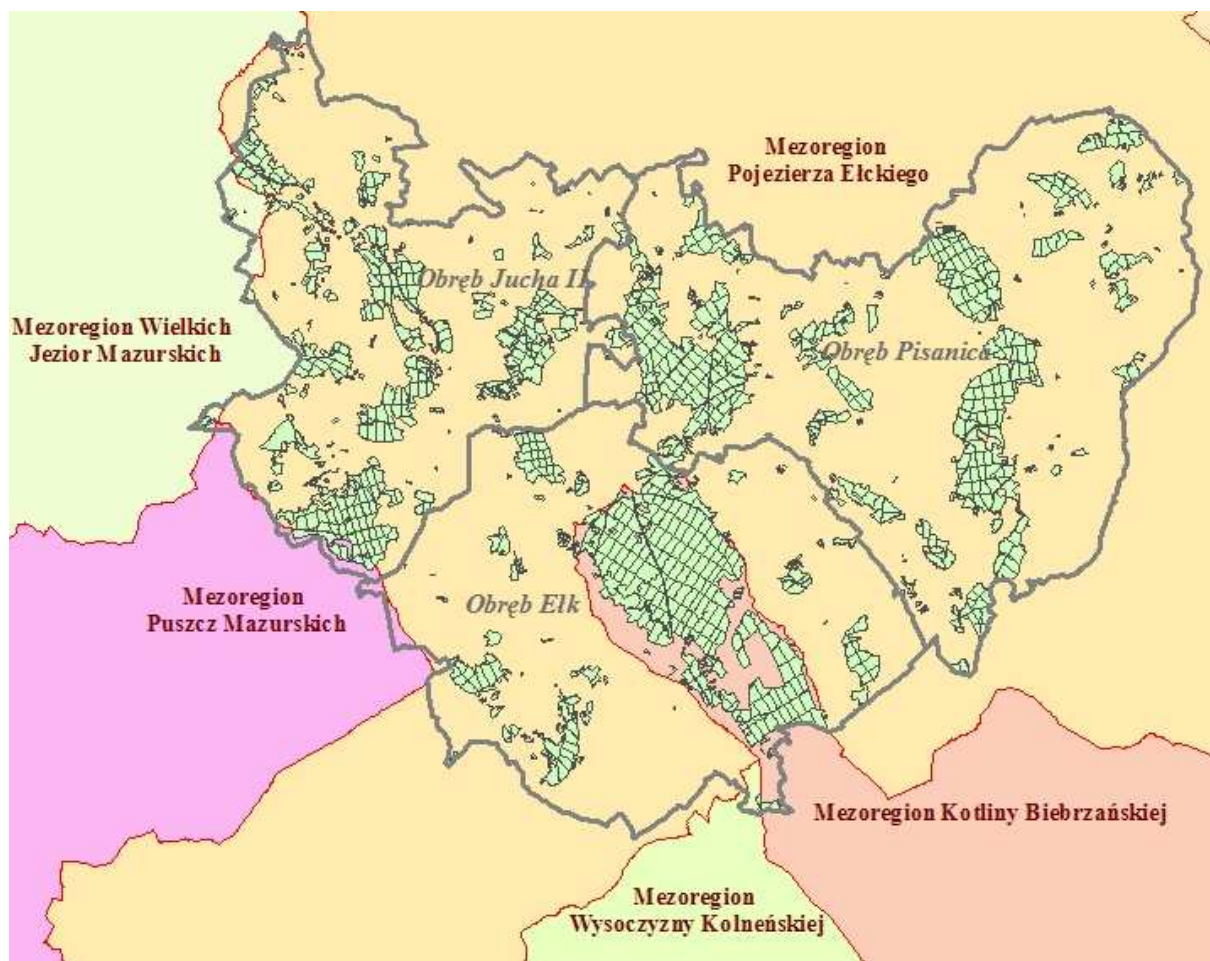 Mezoregion
Pojezierza Ełckiego
Obręb Jucha II
Mezoregion Wielkich
Jezior Mazurskich
Obręb Pisanica
Mezoregion
Puszcz Mazurskich
Obręb Ełk
Mezoregion Kotliny Biebrzańskiej
Mezoregion
Wysoczyzny Kolneńskiej